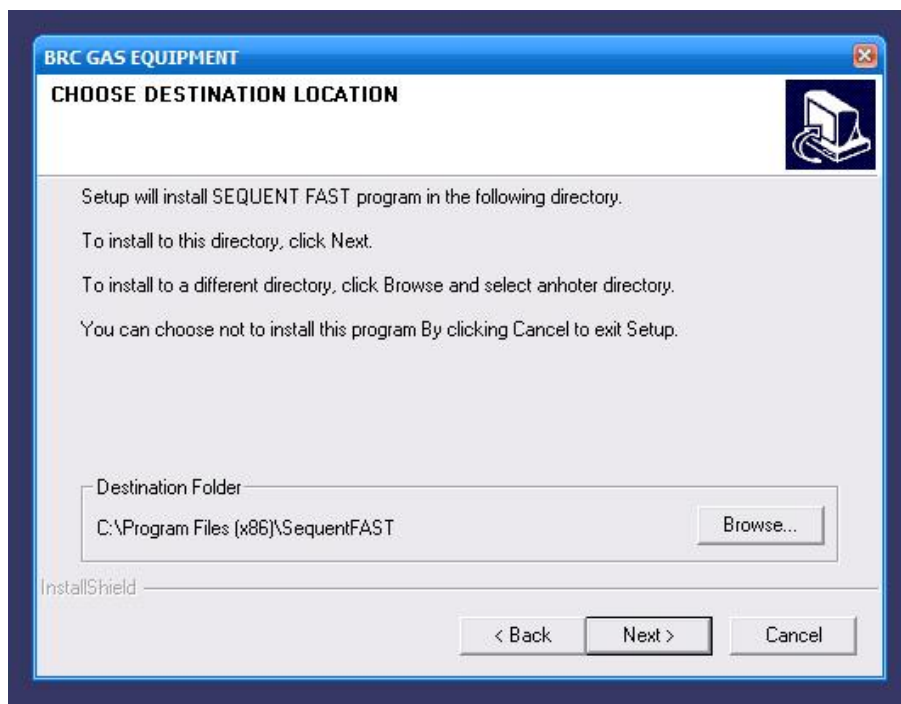 BRC GAS EQUIPMENT
CHOOSE DESTINATION LOCATION
Setup will install SEQUENT FAST program in the following directory.
To install to this directory, click Next.
To install to a different directory, click Browse and select anhoter directory.
You can choose not to install this program By clicking Cancel to exit Setup.
Destination Folder
C:\Program Files (x86)\SequentFAST
Browse...
InstallShield
< Back
Next >
Cancel